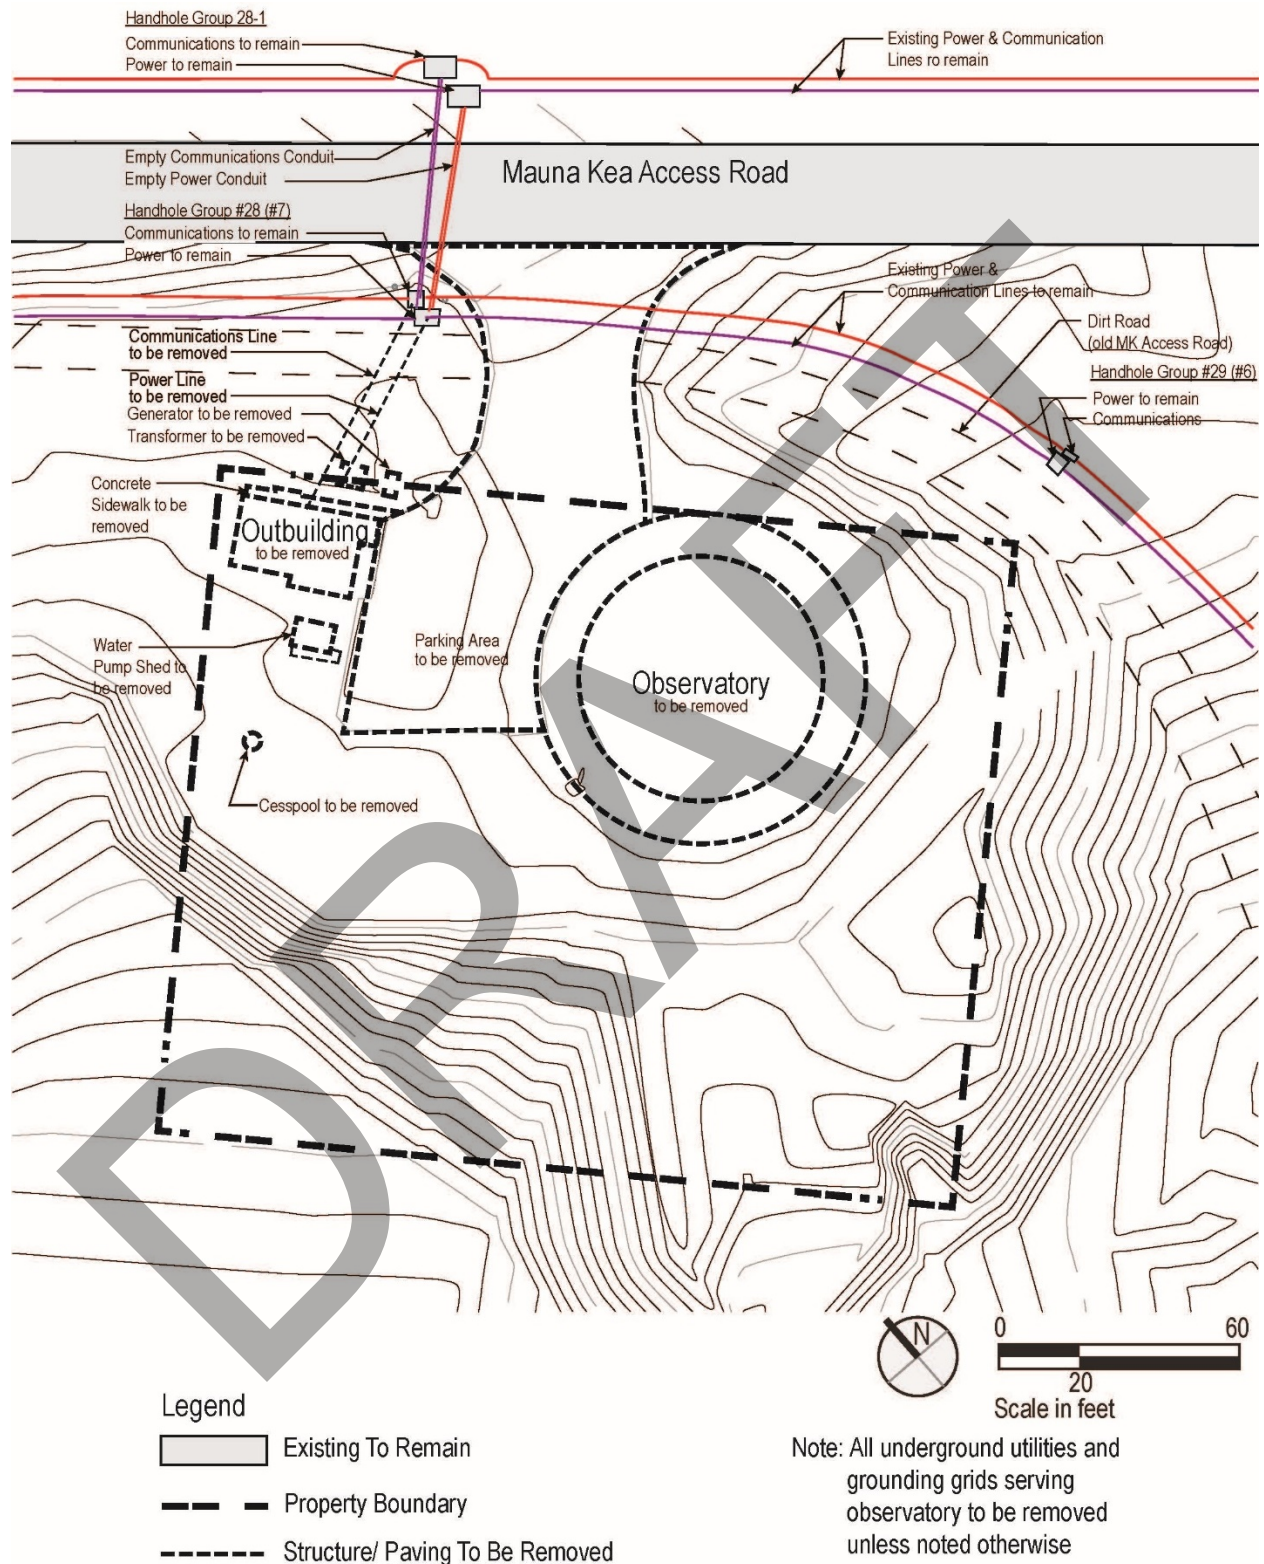 Handhole Group 28-1
Communications to remain
Power to remain
Existing Power & Communication
Lines ro remain
Empty Communications Conduit
Empty Power Conduit
Mauna Kea Access Road
Handhole Group #28 (#7)
Communications to remain
Power to remain
Existing Power &
Communication Lines to remain
Dirt Road
(old MK Access Road)
Handhole Group #29 (#6)
Power to remain
Communications
Communications Line
to be removed
Power Line
to be removed
Generator to be removed
Transformer to be removed
Concrete
Sidewalk to be
removed
Outbuilding
to be removed
Water
Pump Shed to
be removed
Parking Area
to be removed
Observatory
to be removed
Cesspool to be removed
DRAFT
N
0 60
20
Scale in feet
Legend
Existing To Remain
Property Boundary
Structure/ Paving To Be Removed
Note: All underground utilities and
grounding grids serving
observatory to be removed
unless noted otherwise